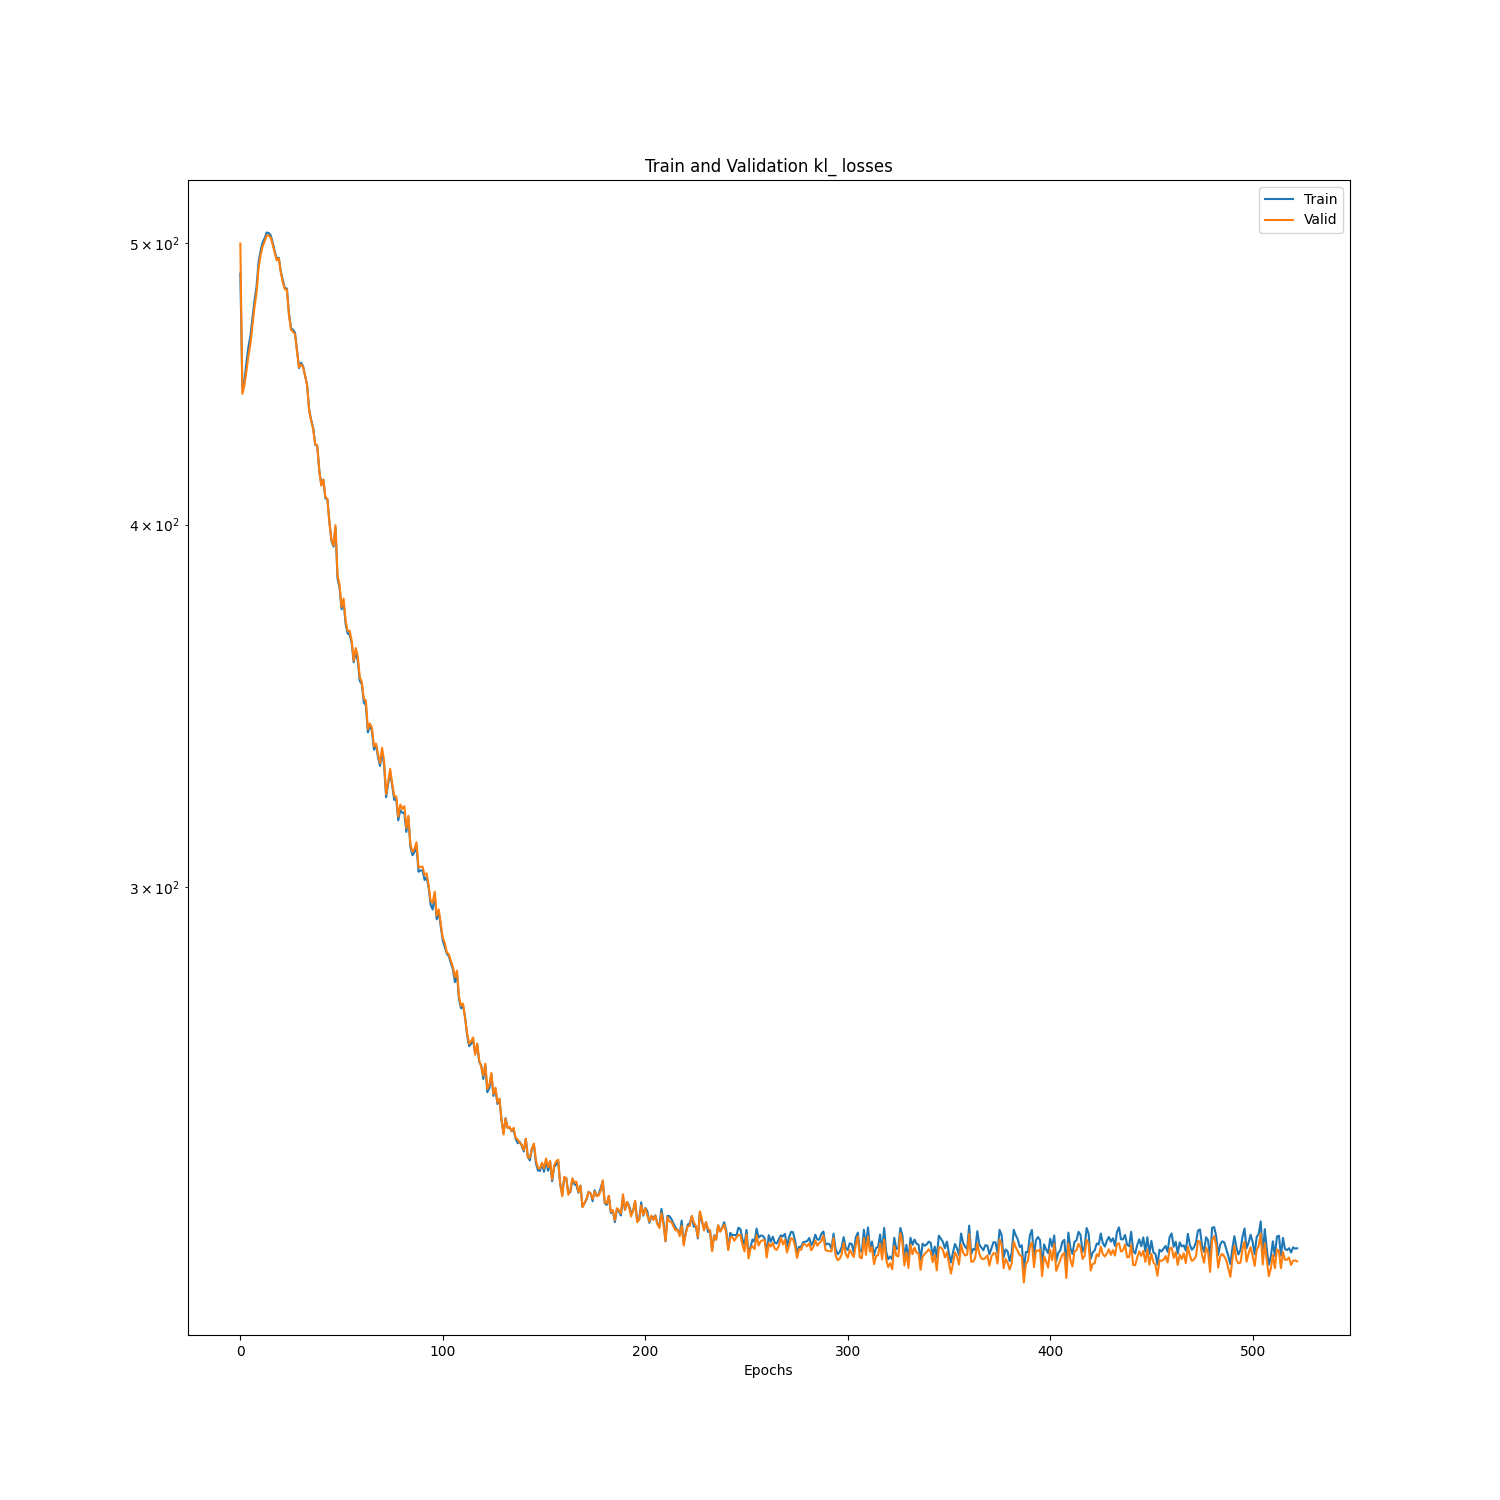 Train and Validation kl_ losses
Train
Valid
5 × 10²
4 × 10²
3 × 10²
0 100 200 300 400 500
Epochs